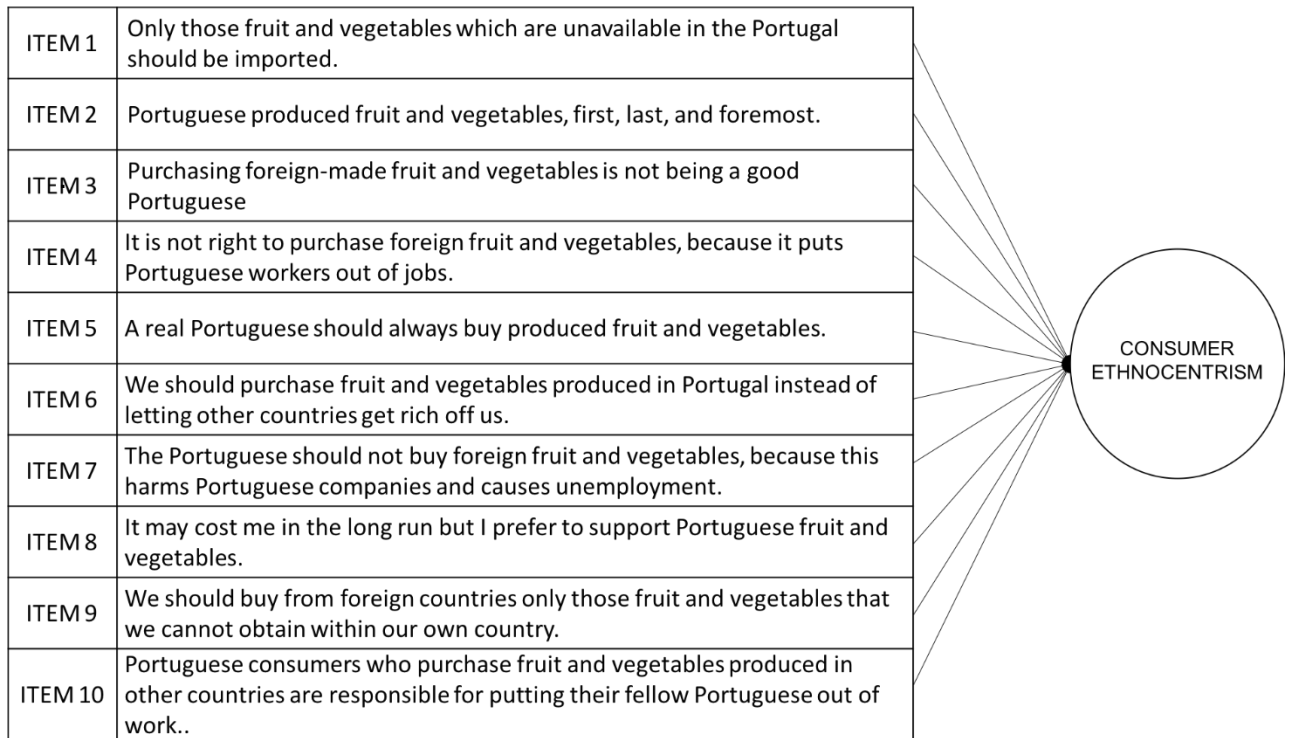 ITEM 1
Only those fruit and vegetables which are unavailable in the Portugal
should be imported.
ITEM 2
Portuguese produced fruit and vegetables, first, last, and foremost.
ITEM 3
Purchasing foreign-made fruit and vegetables is not being a good
Portuguese
ITEM 4
It is not right to purchase foreign fruit and vegetables, because it puts
Portuguese workers out of jobs.
ITEM 5
A real Portuguese should always buy produced fruit and vegetables.
ITEM 6
We should purchase fruit and vegetables produced in Portugal instead of
letting other countries get rich off us.
ITEM 7
The Portuguese should not buy foreign fruit and vegetables, because this
harms Portuguese companies and causes unemployment.
ITEM 8
It may cost me in the long run but I prefer to support Portuguese fruit and
vegetables.
ITEM 9
We should buy from foreign countries only those fruit and vegetables that
we cannot obtain within our own country.
ITEM 10
Portuguese consumers who purchase fruit and vegetables produced in
other countries are responsible for putting their fellow Portuguese out of
work..
CONSUMER
ETHNOCENTRISM